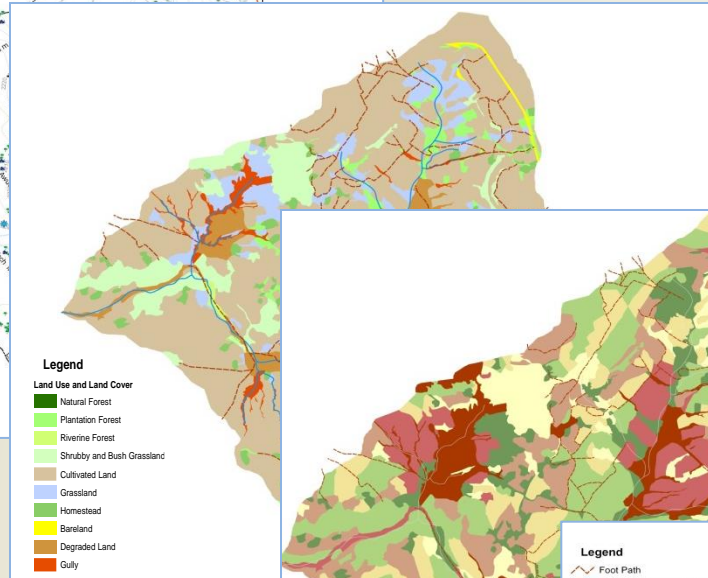 Legend
Land Use and Land Cover
Natural Forest
Plantation Forest
Riverine Forest
Shrubby and Bush Grassland
Cultivated Land
Grassland
Homestead
Bareland
Degraded Land
Gully
Legend
Foot Path